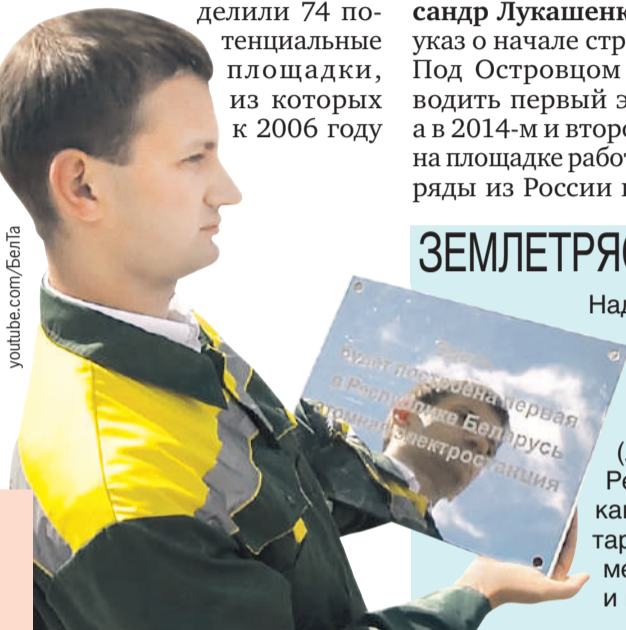 делили 74 по-
тенциальные
площадки,
из которых
к 2006 году
сандр Лукашенк
указ о начале стр
Под Островцом
водить первый э
а в 2014-м и второ
на площадке работ
ряды из России и
youtube.com/БелТа
ЗЕМЛЕТРЯС
Над
будет построена первая
в Республике Беларусь
атомная электростанция
Ре
ка
тар
ме
и